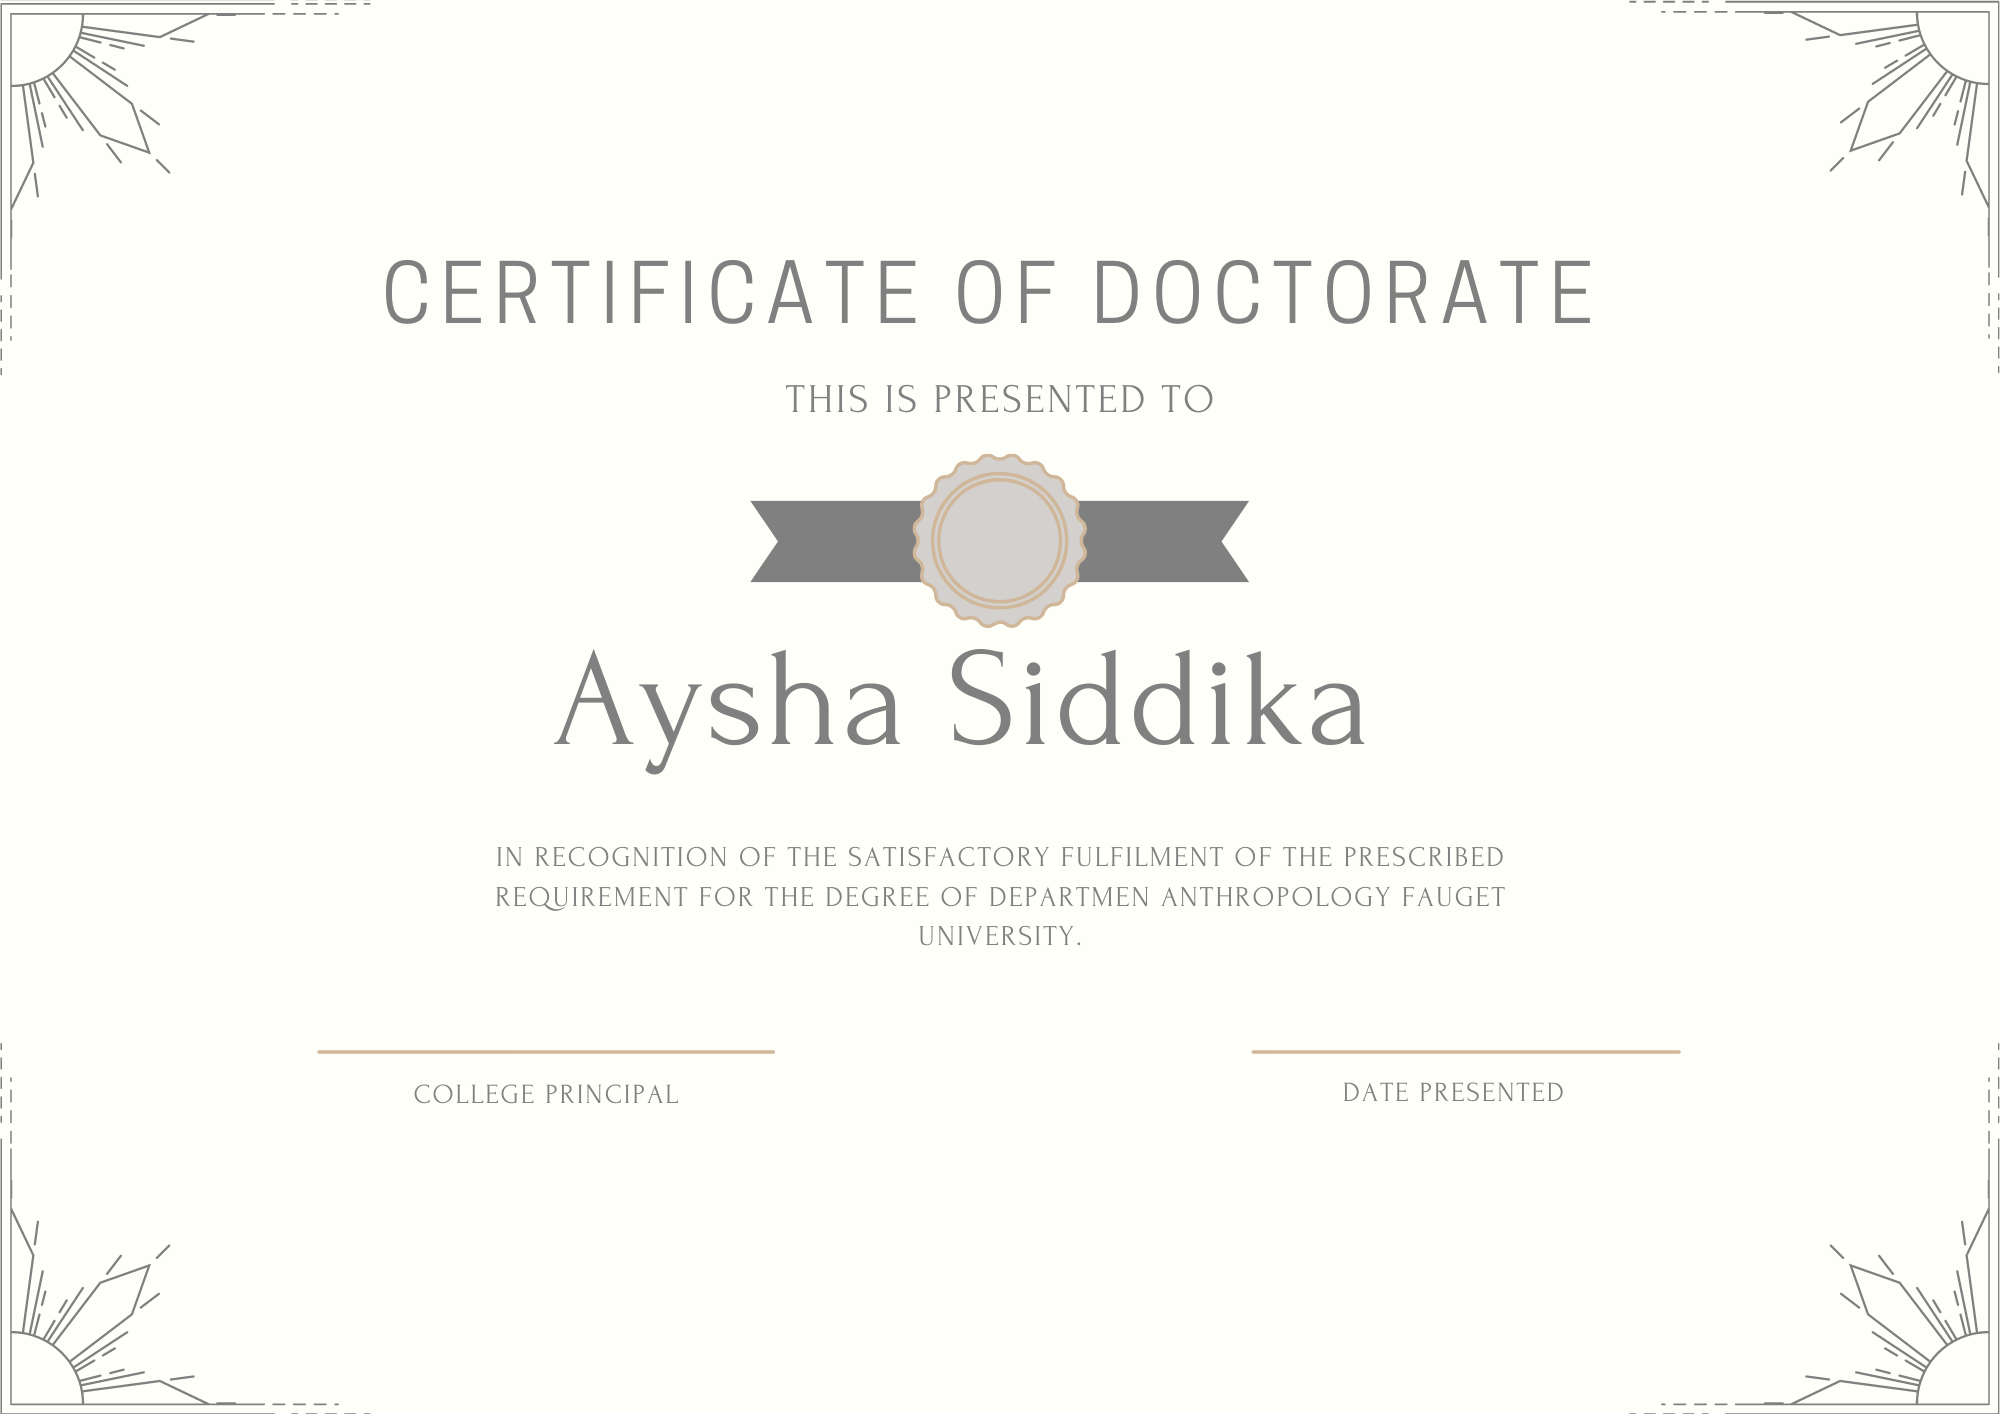 CERTIFICATE OF DOCTORATE
THIS IS PRESENTED TO
Aysha Siddika
IN RECOGNITION OF THE SATISFACTORY FULFILMENT OF THE PRESCRIBED
REQUIREMENT FOR THE DEGREE OF DEPARTMEN ANTHROPOLOGY FAUGET
UNIVERSITY.
COLLEGE PRINCIPAL
DATE PRESENTED